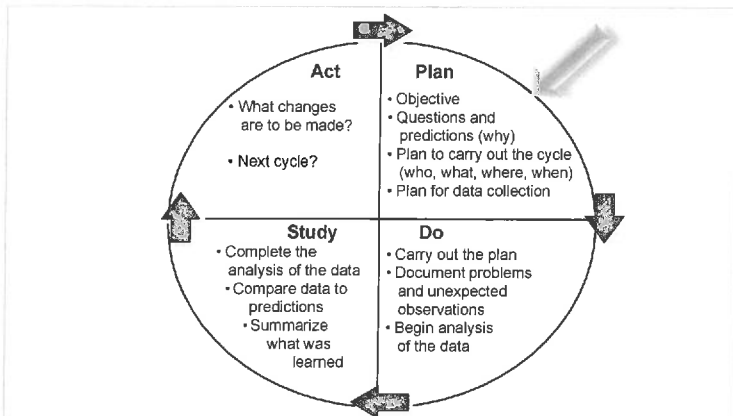 Act
• What changes
are to be made?
• Next cycle?
Plan
• Objective
• Questions and
predictions (why)
• Plan to carry out the cycle
(who, what, where, when)
• Plan for data collection
Study
• Complete the
analysis of the data
• Compare data to
predictions
• Summarize
what was
learned
Do
• Carry out the plan
• Document problems
and unexpected
observations
• Begin analysis
of the data